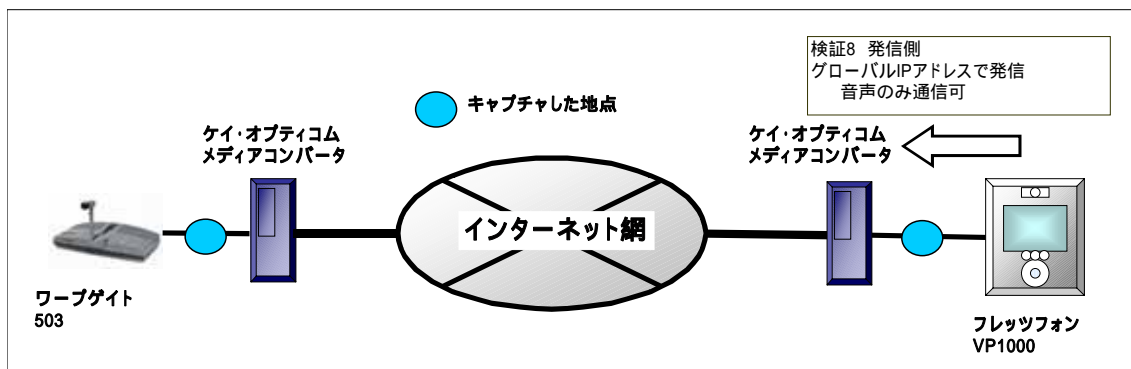 検証8 発信側
グローバルIPアドレスで発信
音声のみ通信可
キャプチャした地点
ケイ・オプティコム
メディアコンバータ
ケイ・オプティコム
メディアコンバータ
インターネット網
ワープゲイト
503
フレッツフォン
VP1000